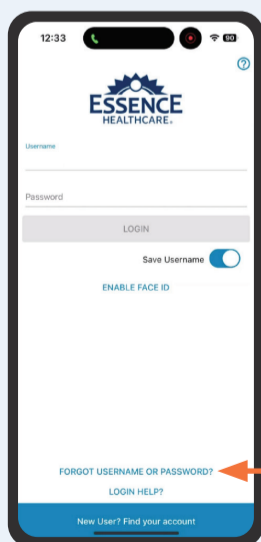 12:33
90
?
ESSENCE
HEALTHCARE.
Username
Password
LOGIN
Save Username
ENABLE FACE ID
FORGOT USERNAME OR PASSWORD?
LOGIN HELP?
New User? Find your account